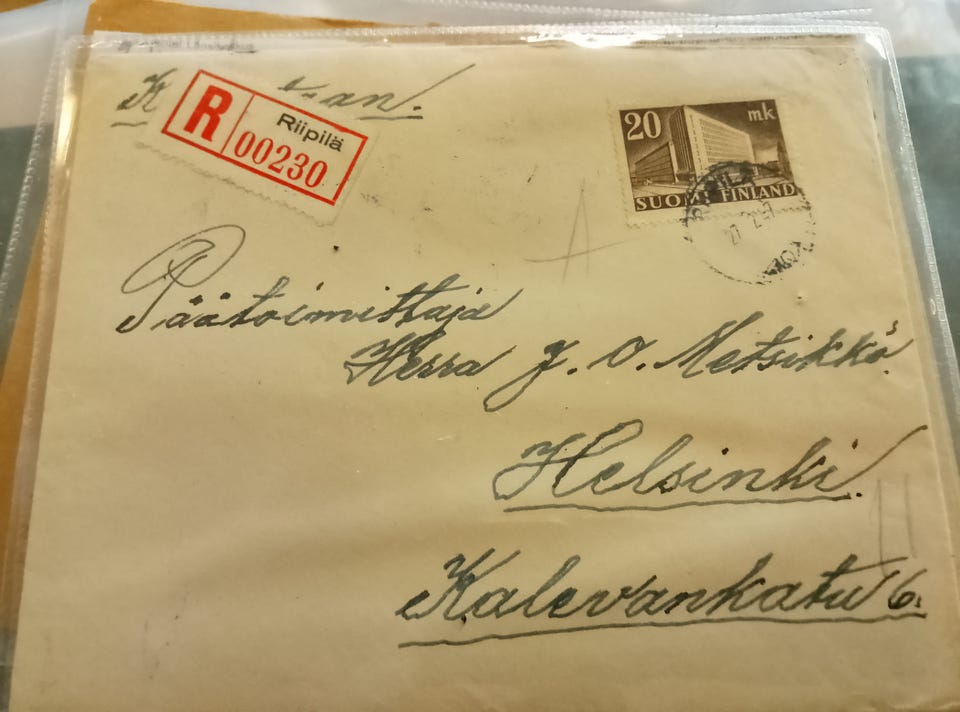 R Riipilä
00230
20 mk
SUOMI FINLAND
Päätoimittaja
Herra J. O. Metsikkö.
Helsinki.
Kalevankatu 6.